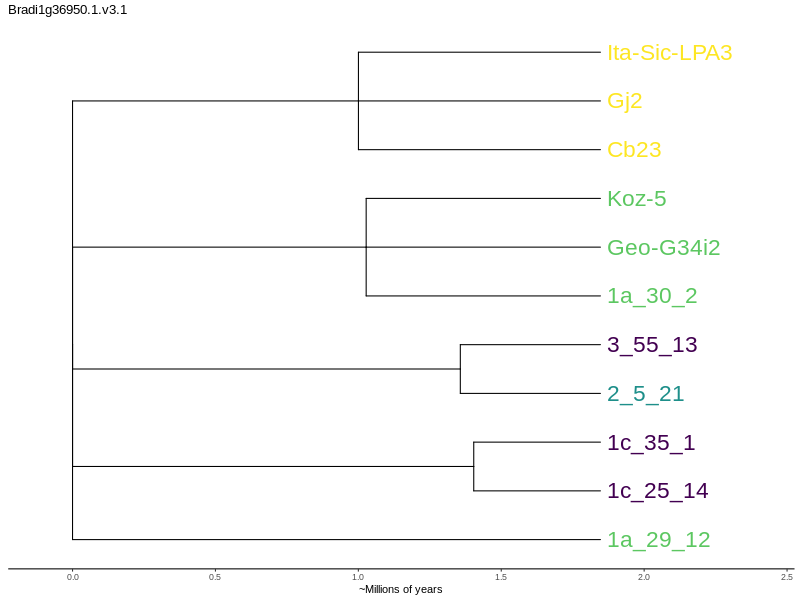 Bradi1g36950.1.v3.1
Ita-Sic-LPA3
Gj2
Cb23
Koz-5
Geo-G34i2
1a_30_2
3_55_13
2_5_21
1c_35_1
1c_25_14
1a_29_12
0.0 0.5 1.0 1.5 2.0 2.5
~Millions of years